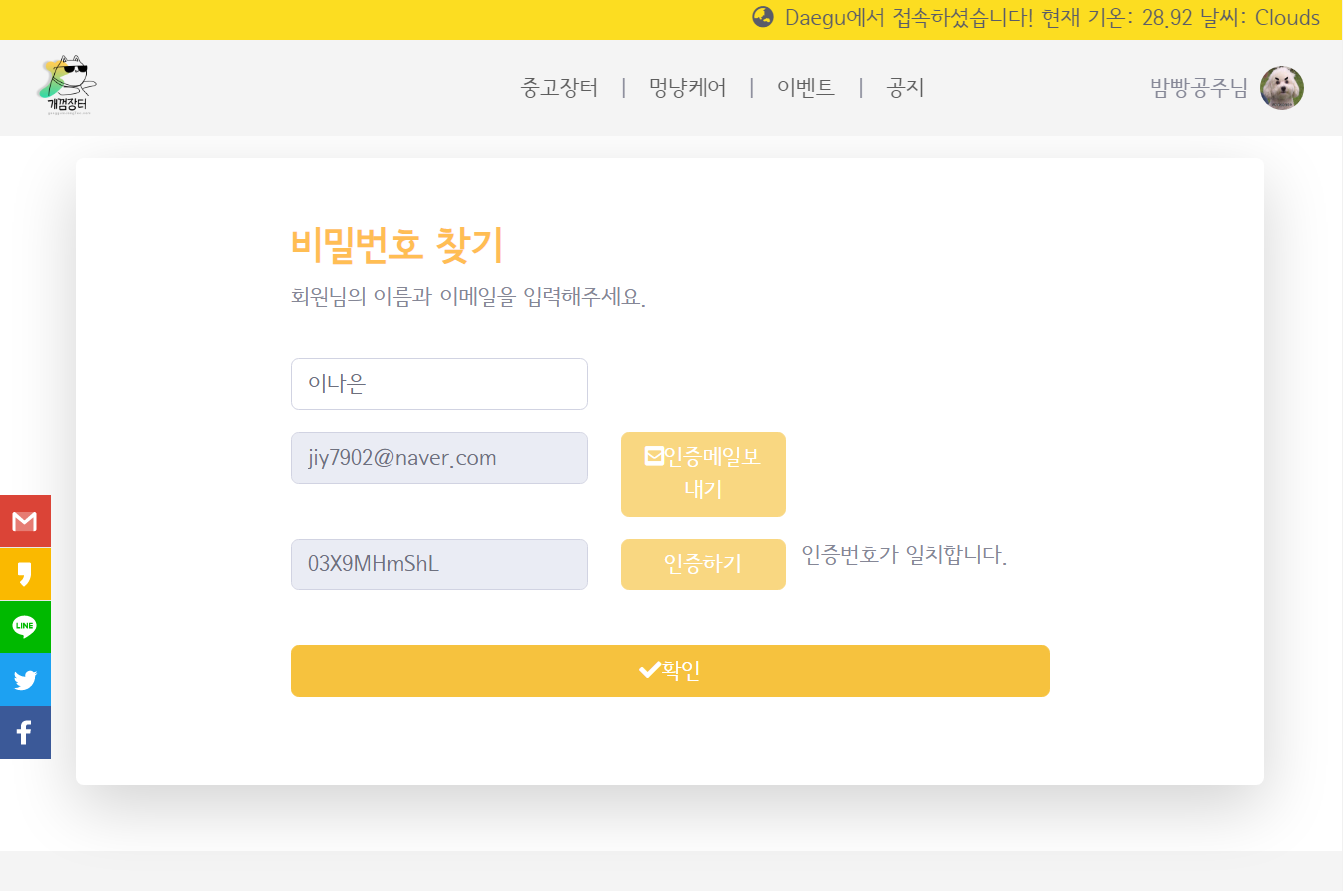 Daegu에서 접속하셨습니다! 현재 기온: 28.92 날씨: Clouds
개껌장터
중고장터 | 멍냥케어 | 이벤트 | 공지
밤빵공주님
비밀번호 찾기
회원님의 이름과 이메일을 입력해주세요.
이나은
jiy7902@naver.com
인증메일보
내기
03X9MHmShL
인증하기
인증번호가 일치합니다.
LINE
확인